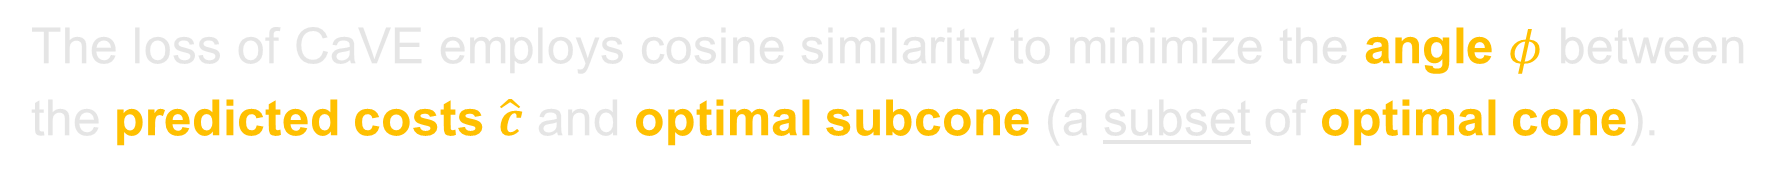 The loss of CaVE employs cosine similarity to minimize the angle ϕ between
the predicted costs ĉ and optimal subcone (a subset of optimal cone).